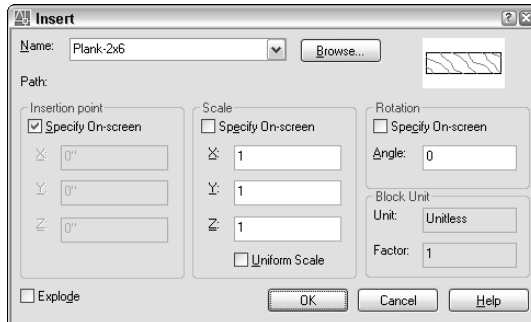 Insert
Name: Plank-2x6 Browse...
Path:
Insertion point Scale Rotation
Specify On-screen Specify On-screen Specify On-screen
X: 0" X: 1 Angle: 0
Y: 0" Y: 1 Block Unit
Z: 0" Z: 1 Unit: Unitless
Uniform Scale Factor: 1
Explode OK Cancel Help